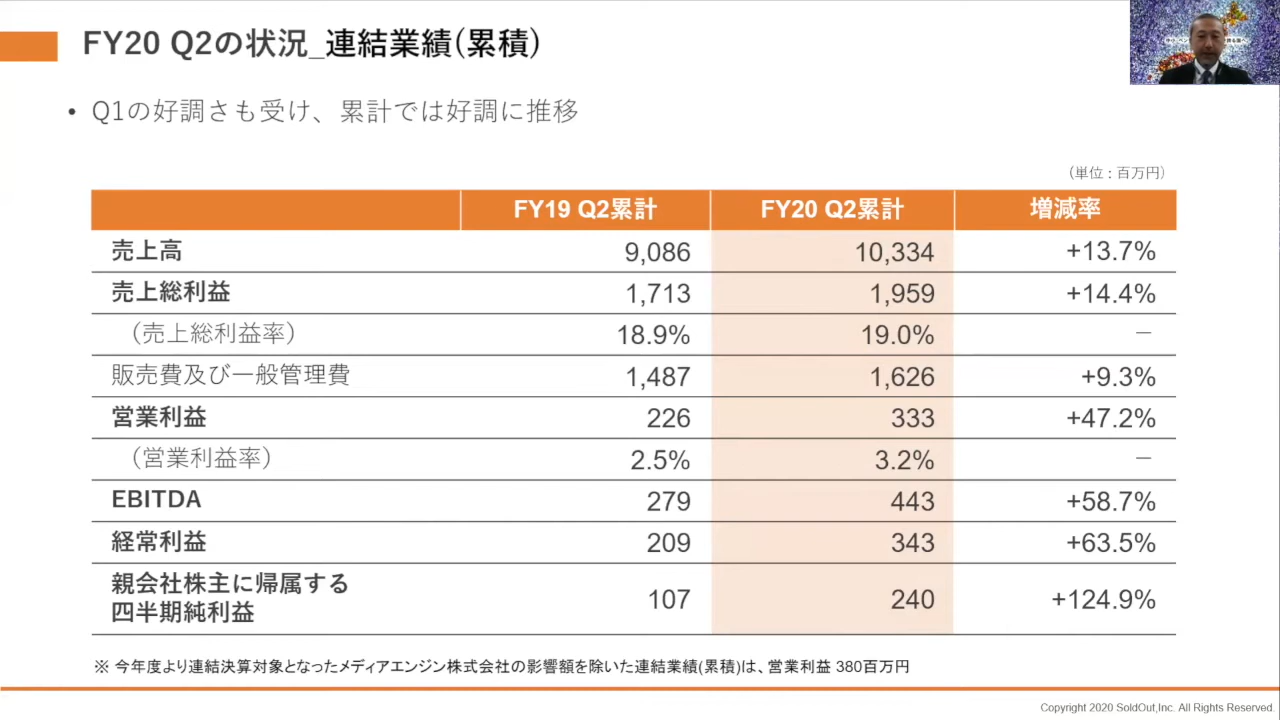 FY20 Q2の状況_連結業績(累積)
• Q1の好調さも受け、累計では好調に推移
（単位：百万円）
FY19 Q2累計 FY20 Q2累計 増減率
売上高 9,086 10,334 +13.7%
売上総利益 1,713 1,959 +14.4%
（売上総利益率） 18.9% 19.0% －
販売費及び一般管理費 1,487 1,626 +9.3%
営業利益 226 333 +47.2%
（営業利益率） 2.5% 3.2% －
EBITDA 279 443 +58.7%
経常利益 209 343 +63.5%
親会社株主に帰属する
四半期純利益 107 240 +124.9%
※ 今年度より連結決算対象となったメディアエンジン株式会社の影響額を除いた連結業績(累積)は、営業利益 380百万円
Copyright 2020 SoldOut,Inc. All Rights Reserved.